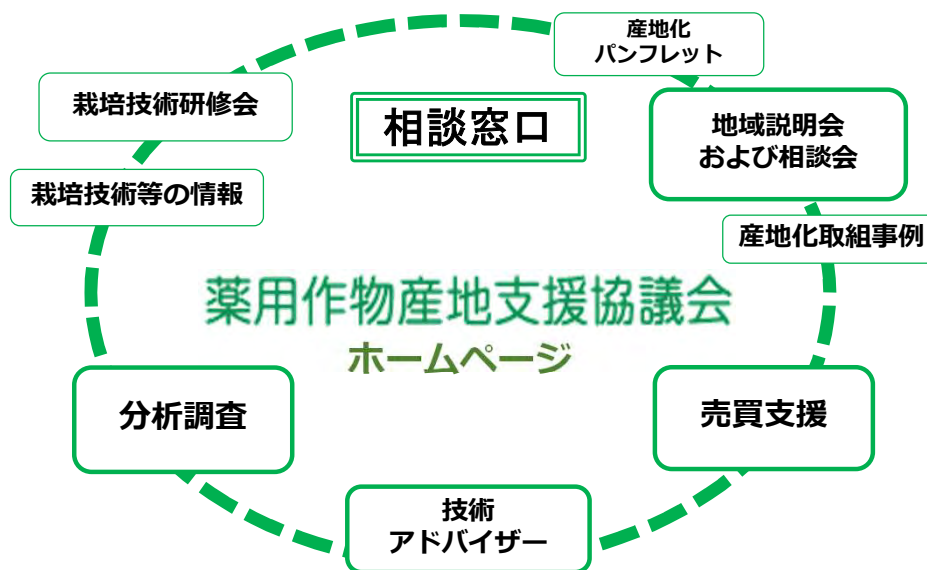 産地化
パンフレット
栽培技術研修会
相談窓口
地域説明会
および相談会
栽培技術等の情報
産地化取組事例
薬用作物産地支援協議会
ホームページ
分析調査
売買支援
技術
アドバイザー